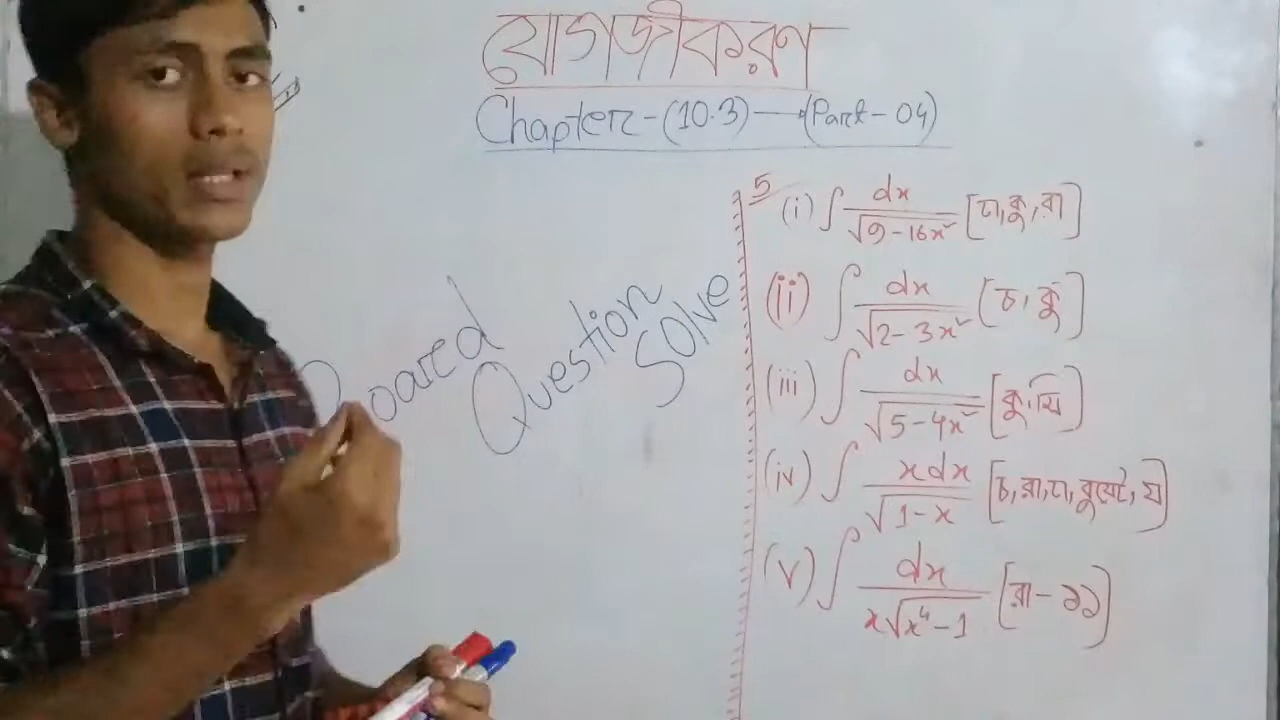 যোগজীকরণ
Chapter-(10.3)—(Part-04)
Board Question Solve
5 (i) ∫ dx / √9-16x² [ঢা, কু, রা]
(ii) ∫ dx / √2-3x² [চ, কু]
(iii) ∫ dx / √5-4x² [কু, সি]
(iv) ∫ xdx / √1-x [চ, রা, ঢা, বুয়েট, য]
(v) ∫ dx / x√x⁴-1 [রা-১১]